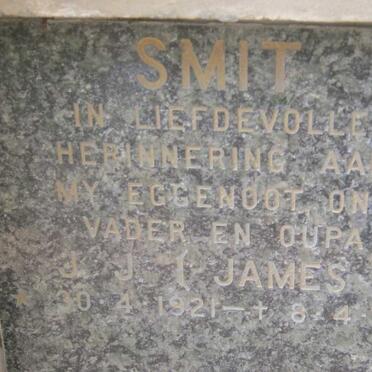 SMIT
IN LIEFDEVOLLE
HERINNERING AA
MY EGGENOOT, ON
VADER EN OUPA
J. J. ( JAMES
* 30.4.1921 — † 8.4.